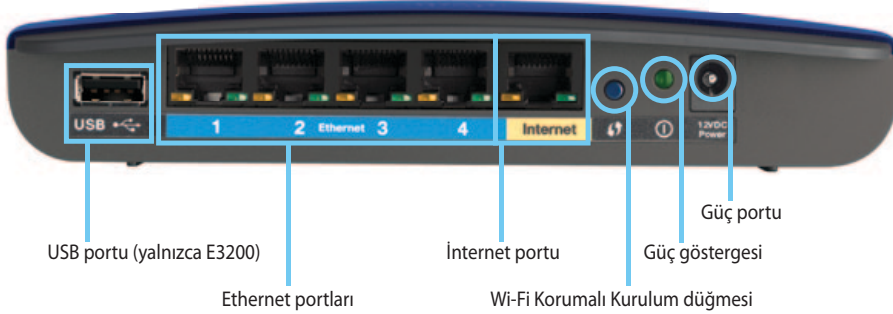 USB
1 2 Ethernet 3 4
Internet
12VDC
Power
Güç portu
USB portu (yalnızca E3200)
İnternet portu
Güç göstergesi
Ethernet portları
Wi-Fi Korumalı Kurulum düğmesi